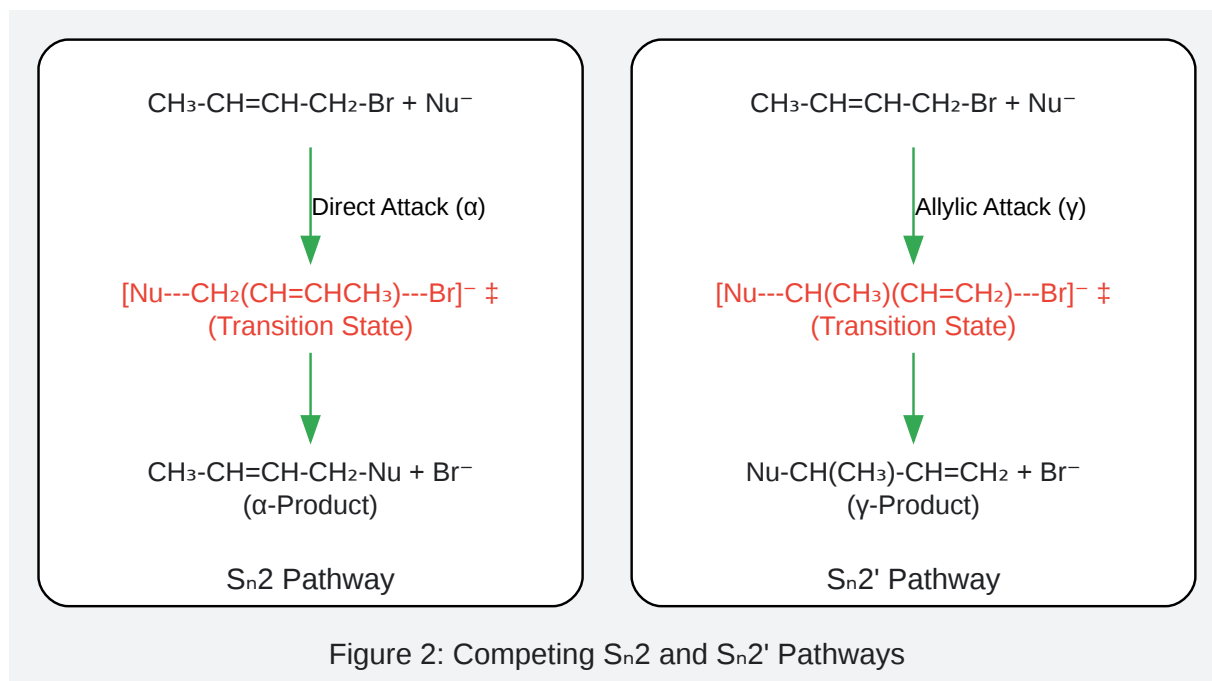 CH₃-CH=CH-CH₂-Br + Nu⁻
Direct Attack (α)
[Nu---CH₂(CH=CHCH₃)---Br]⁻ ‡
(Transition State)
CH₃-CH=CH-CH₂-Nu + Br⁻
(α-Product)
Sₙ2 Pathway
CH₃-CH=CH-CH₂-Br + Nu⁻
Allylic Attack (γ)
[Nu---CH(CH₃)(CH=CH₂)---Br]⁻ ‡
(Transition State)
Nu-CH(CH₃)-CH=CH₂ + Br⁻
(γ-Product)
Sₙ2' Pathway
Figure 2: Competing Sₙ2 and Sₙ2' Pathways